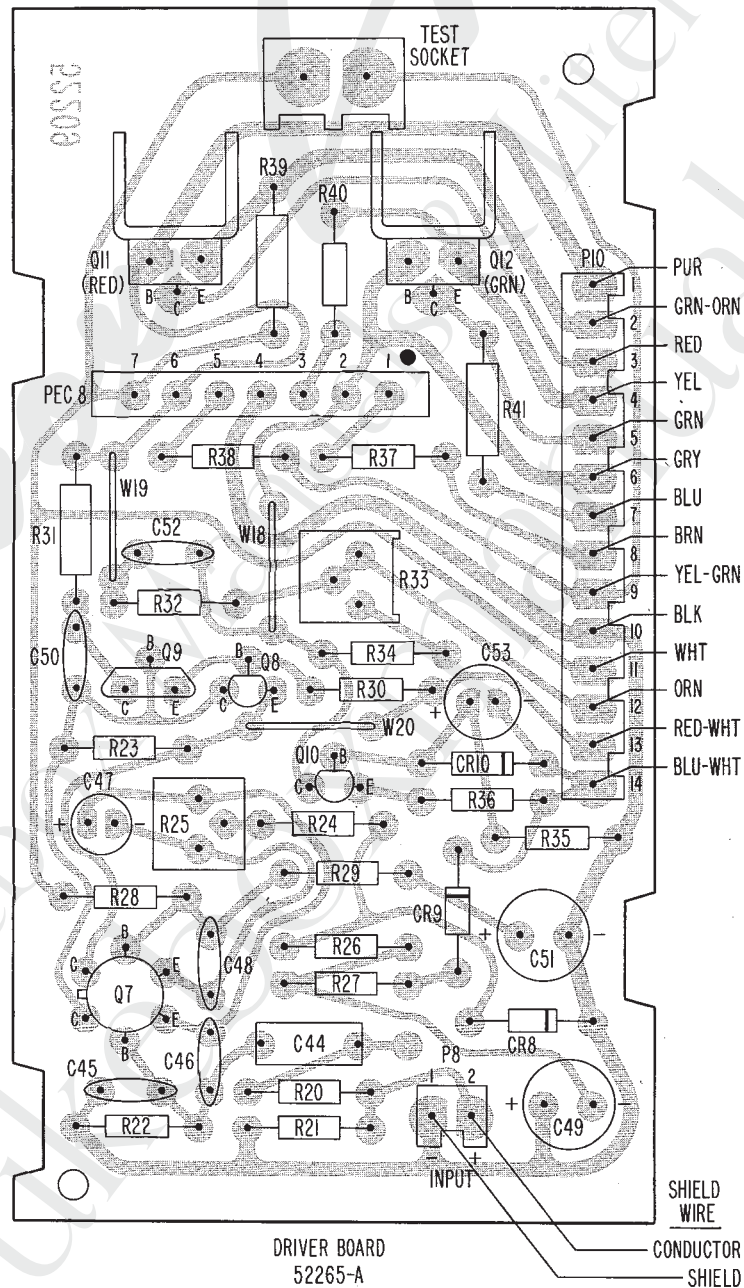 TEST
SOCKET
52209
R39
R40
Q11
(RED)
B
C
E
Q12
(GRN)
B
C
E
P10
1 PUR
2 GRN-ORN
3 RED
4 YEL
5 GRN
6 GRY
7 BLU
8 BRN
9 YEL-GRN
10 BLK
11 WHT
12 ORN
13 RED-WHT
14 BLU-WHT
PEC 8
7 6 5 4 3 2 1
R41
R38
R37
W19
R31
C52
W18
R33
R32
C50
Q9
B
C
E
Q8
B
C
E
R34
C53
+ -
R30
R23
W20
Q10
B
C
E
CR10
R36
C47
+ -
R25
R24
R35
R29
R28
CR9
C51
+ -
B
C
E
Q7
C
E
B
C48
R26
R27
CR8
C45
C46
C44
P8
1 2
R20
R22
R21
C49
+ -
- +
INPUT
SHIELD
WIRE
CONDUCTOR
SHIELD
DRIVER BOARD
52265-A